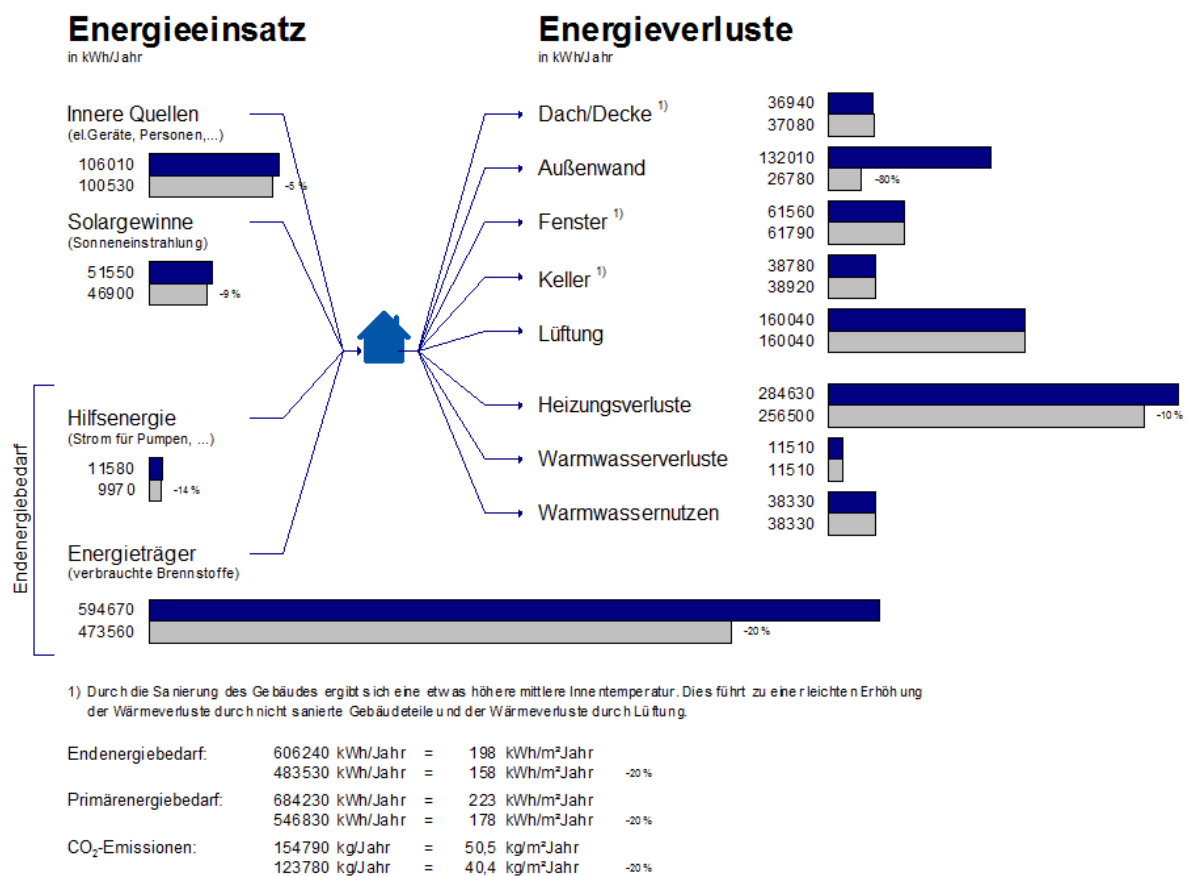 Energieeinsatz
in kWh/Jahr
Innere Quellen
(el.Geräte, Personen,...)
106010
100530 -5 %
Solargewinne
(Sonneneinstrahlung)
51550
46900 -9 %
Endenergiebedarf
Hilfsenergie
(Strom für Pumpen, ...)
11580
9970 -14 %
Energieträger
(verbrauchte Brennstoffe)
594670
473560 -20 %
Energieverluste
in kWh/Jahr
Dach/Decke 1)
36940
37080
Außenwand
132010
26780 -80%
Fenster 1)
61560
61790
Keller 1)
38780
38920
Lüftung
160040
160040
Heizungsverluste
284630
256500 -10 %
Warmwasserverluste
11510
11510
Warmwassernutzen
38330
38330
1) Durch die Sanierung des Gebäudes ergibt sich eine etwas höhere mittlere Innentemperatur. Dies führt zu einer leichten Erhöhung
der Wärmeverluste durch nicht sanierte Gebäudeteile und der Wärmeverluste durch Lüftung.
Endenergiebedarf: 606240 kWh/Jahr = 198 kWh/m²Jahr
483530 kWh/Jahr = 158 kWh/m²Jahr -20 %
Primärenergiebedarf: 684230 kWh/Jahr = 223 kWh/m²Jahr
546830 kWh/Jahr = 178 kWh/m²Jahr -20 %
CO₂-Emissionen: 154790 kg/Jahr = 50,5 kg/m²Jahr
123780 kg/Jahr = 40,4 kg/m²Jahr -20 %